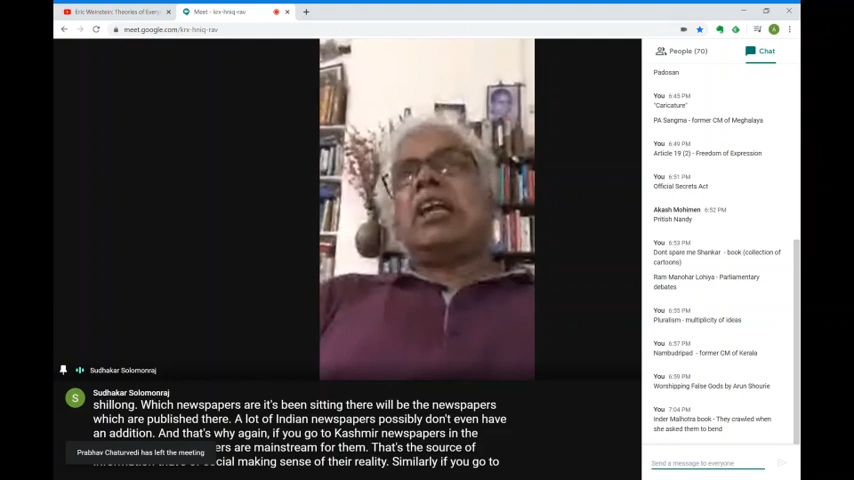 Eric Weinstein: Theories of Every
Meet - krx-hniq-rav
meet.google.com/krx-hniq-rav
People (70)
Chat
Padosan
You 6:45 PM
"Caricature"
PA Sangma - former CM of Meghalaya
You 6:49 PM
Article 19 (2) - Freedom of Expression
You 6:51 PM
Official Secrets Act
Akash Mohimen 6:52 PM
Pritish Nandy
You 6:53 PM
Dont spare me Shankar - book (collection of
cartoons)
Ram Manohar Lohiya - Parliamentary
debates
You 6:55 PM
Pluralism - multiplicity of ideas
You 6:57 PM
Nambudripad - former CM of Kerala
You 6:59 PM
Worshipping False Gods by Arun Shourie
You 7:04 PM
Inder Malhotra book - They crawled when
she asked them to bend
Send a message to everyone
Sudhakar Solomonraj
S
Sudhakar Solomonraj
shillong. Which newspapers are it's been sitting there will be the newspapers
which are published there. A lot of Indian newspapers possibly don't even have
an addition. And that's why again, if you go to Kashmir newspapers in the
ers are mainstream for them. That's the source of
cial making sense of their reality. Similarly if you go to
Prabhav Chaturvedi has left the meeting